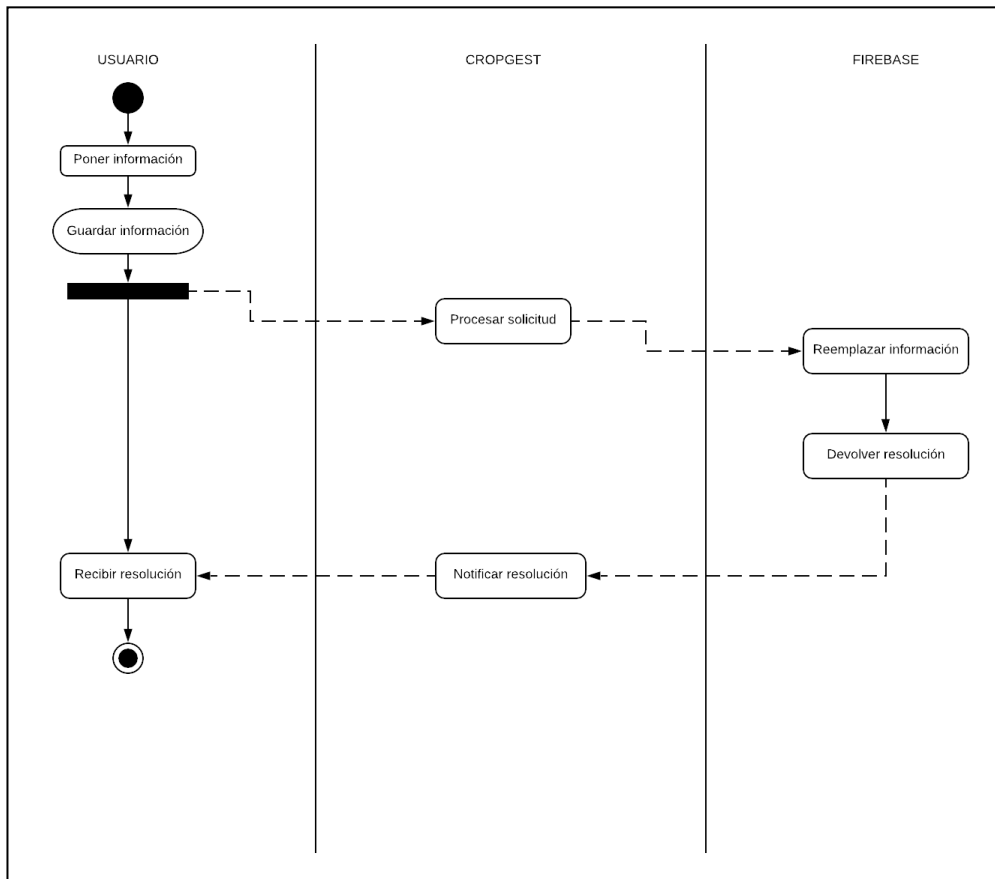 USUARIO
CROPGEST
FIREBASE
Poner información
Guardar información
Procesar solicitud
Reemplazar información
Devolver resolución
Recibir resolución
Notificar resolución